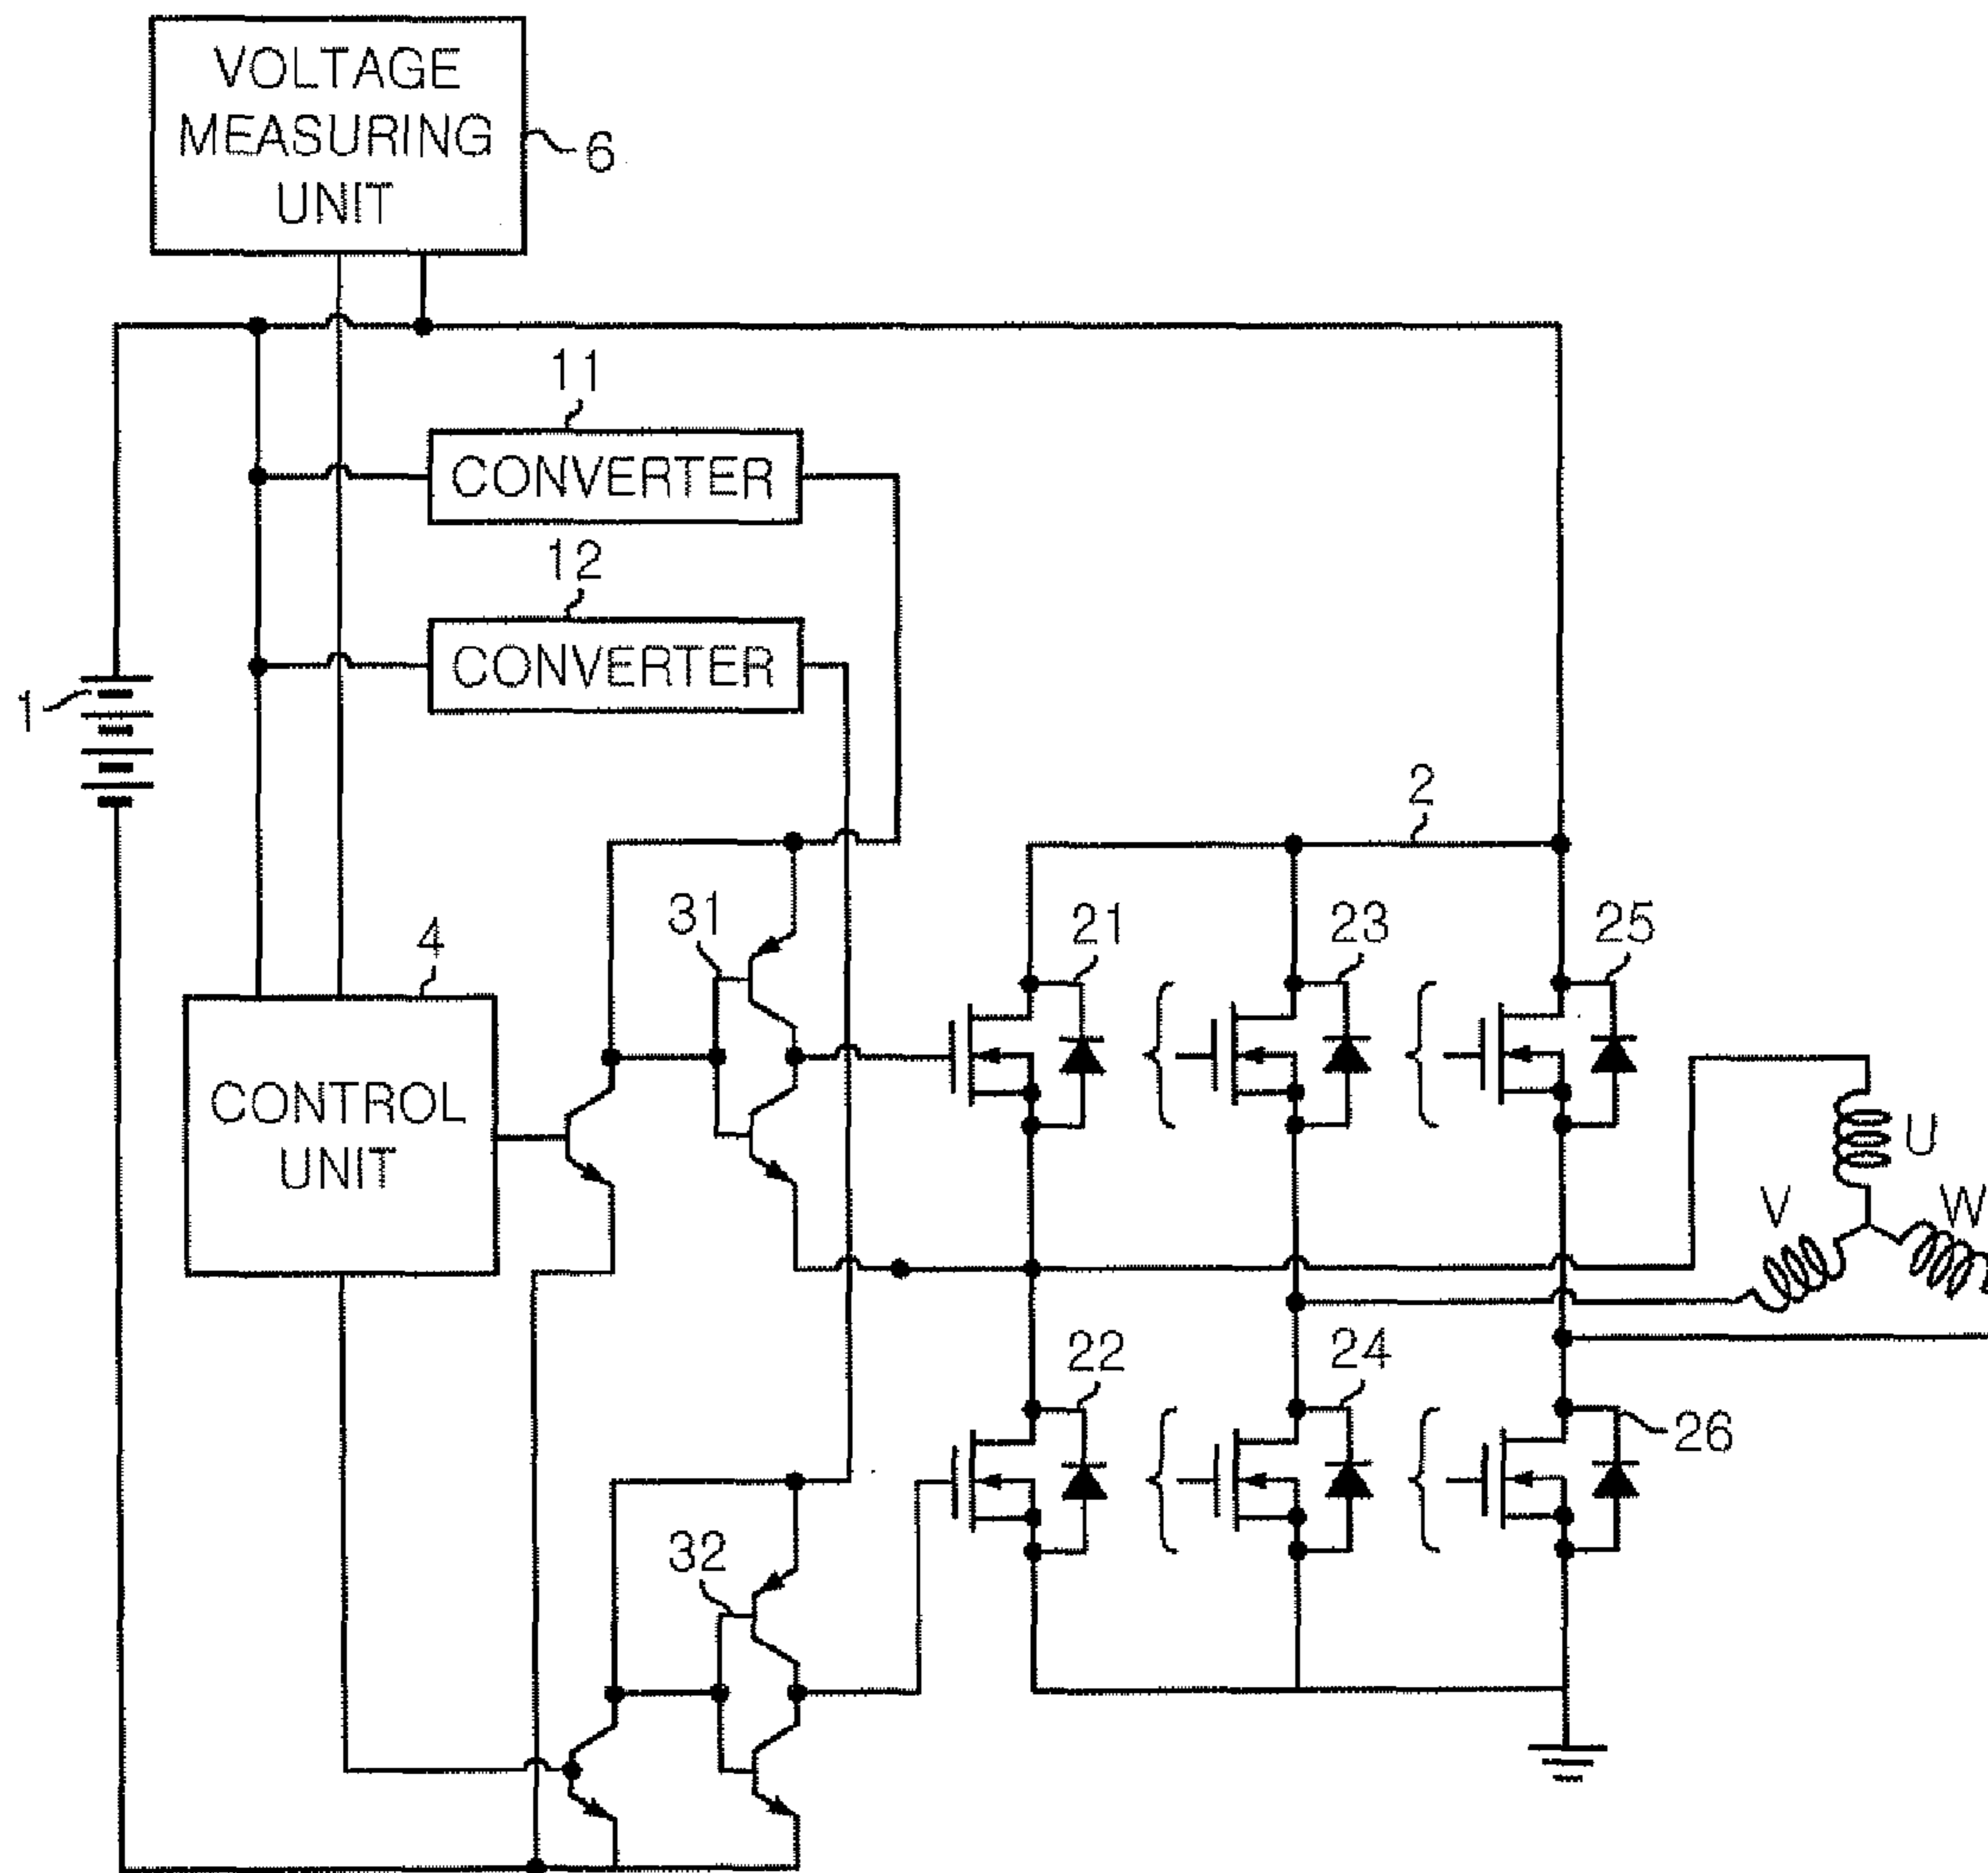 VOLTAGE
MEASURING
UNIT
6
11
CONVERTER
12
CONVERTER
1
2
4
31
21
23
25
CONTROL
UNIT
U
V
W
22
24
26
32